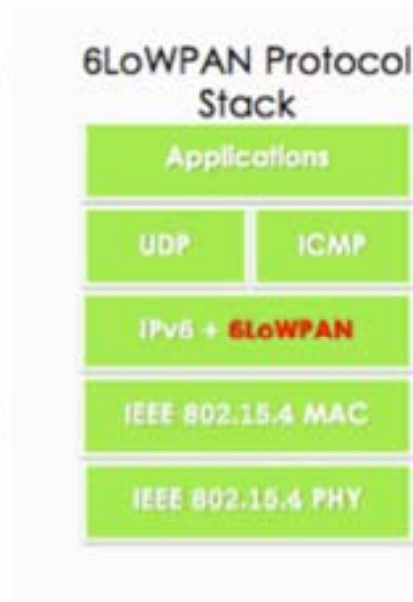 6LoWPAN Protocol
Stack
Applications
UDP ICMP
IPv6 + 6LoWPAN
IEEE 802.15.4 MAC
IEEE 802.15.4 PHY